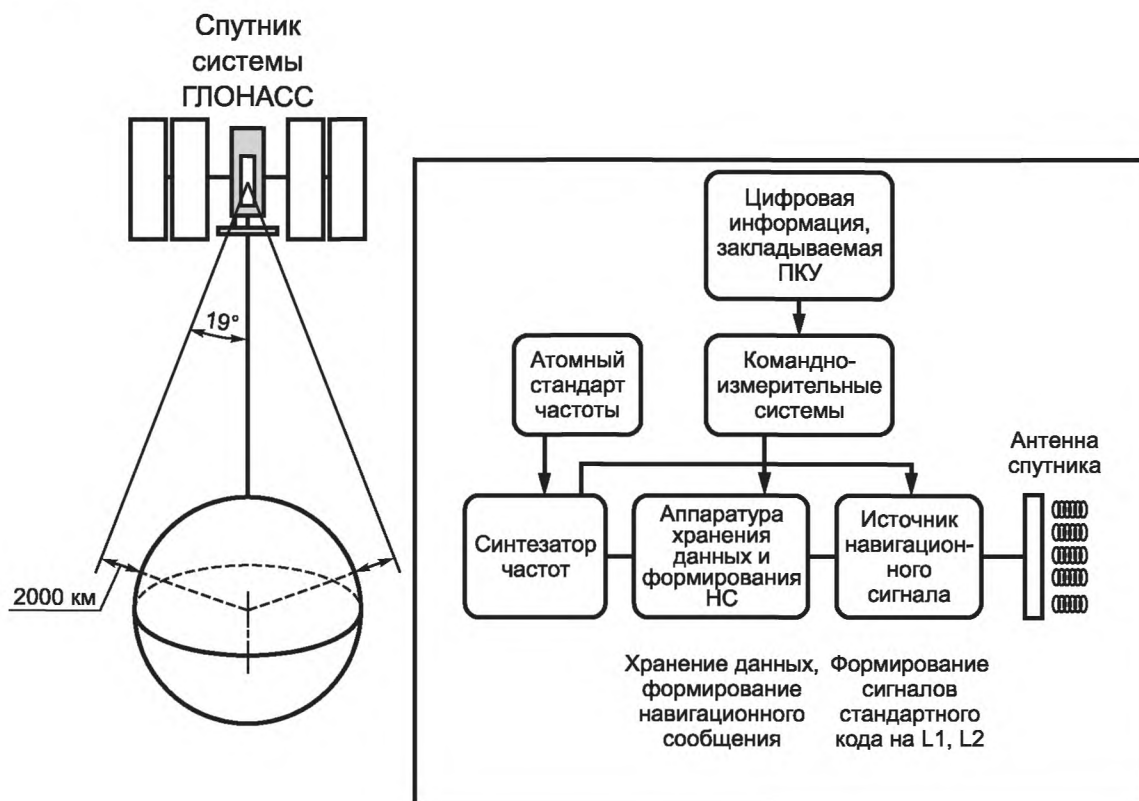 Спутник
системы
ГЛОНАСС
19°
2000 км
Цифровая
информация,
закладываемая
ПКУ
Атомный
стандарт
частоты
Командно-
измерительные
системы
Антенна
спутника
Синтезатор
частот
Аппаратура
хранения
данных и
формирования
НС
Источник
навигацион-
ного
сигнала
Хранение данных,
формирование
навигационного
сообщения
Формирование
сигналов
стандартного
кода на L1, L2